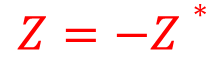 Z = −Z *